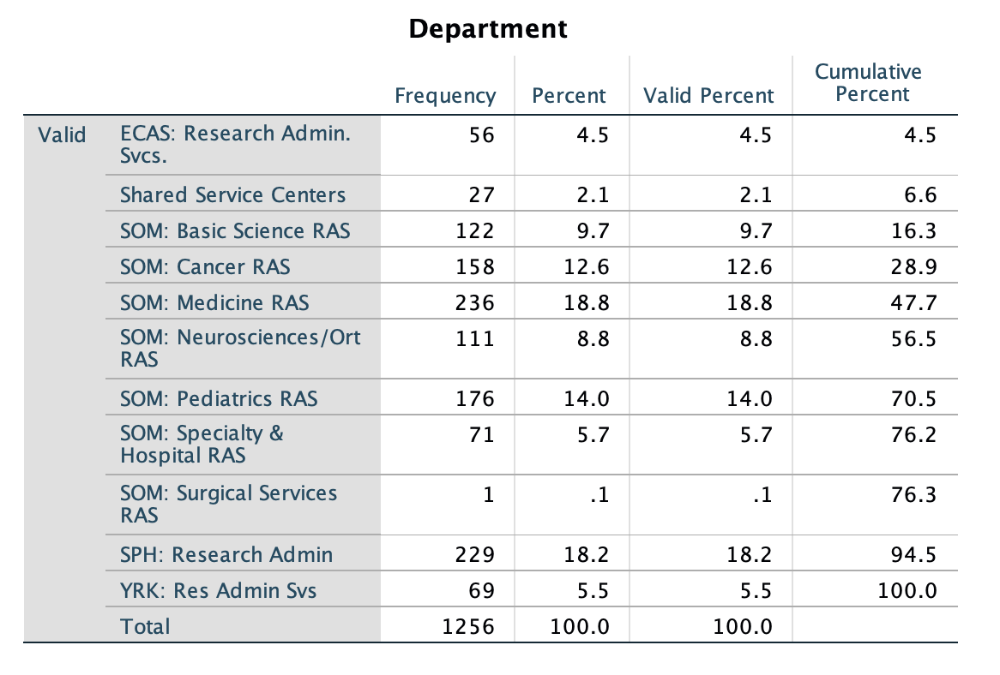 Department
Frequency Percent Valid Percent Cumulative Percent
Valid ECAS: Research Admin. Svcs. 56 4.5 4.5 4.5
Shared Service Centers 27 2.1 2.1 6.6
SOM: Basic Science RAS 122 9.7 9.7 16.3
SOM: Cancer RAS 158 12.6 12.6 28.9
SOM: Medicine RAS 236 18.8 18.8 47.7
SOM: Neurosciences/Ort RAS 111 8.8 8.8 56.5
SOM: Pediatrics RAS 176 14.0 14.0 70.5
SOM: Specialty & Hospital RAS 71 5.7 5.7 76.2
SOM: Surgical Services RAS 1 .1 .1 76.3
SPH: Research Admin 229 18.2 18.2 94.5
YRK: Res Admin Svs 69 5.5 5.5 100.0
Total 1256 100.0 100.0